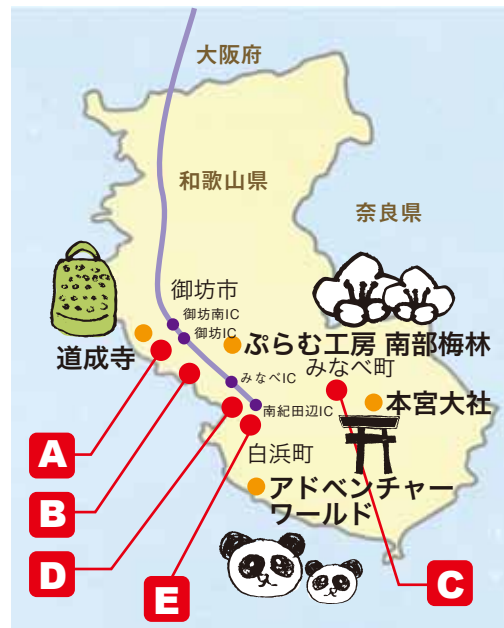 大阪府
和歌山県
奈良県
御坊市
御坊南IC
御坊IC
道成寺
ぷらむ工房 南部梅林
みなべ町
みなべIC
本宮大社
南紀田辺IC
白浜町
アドベンチャー
ワールド
A
B
D
E
C